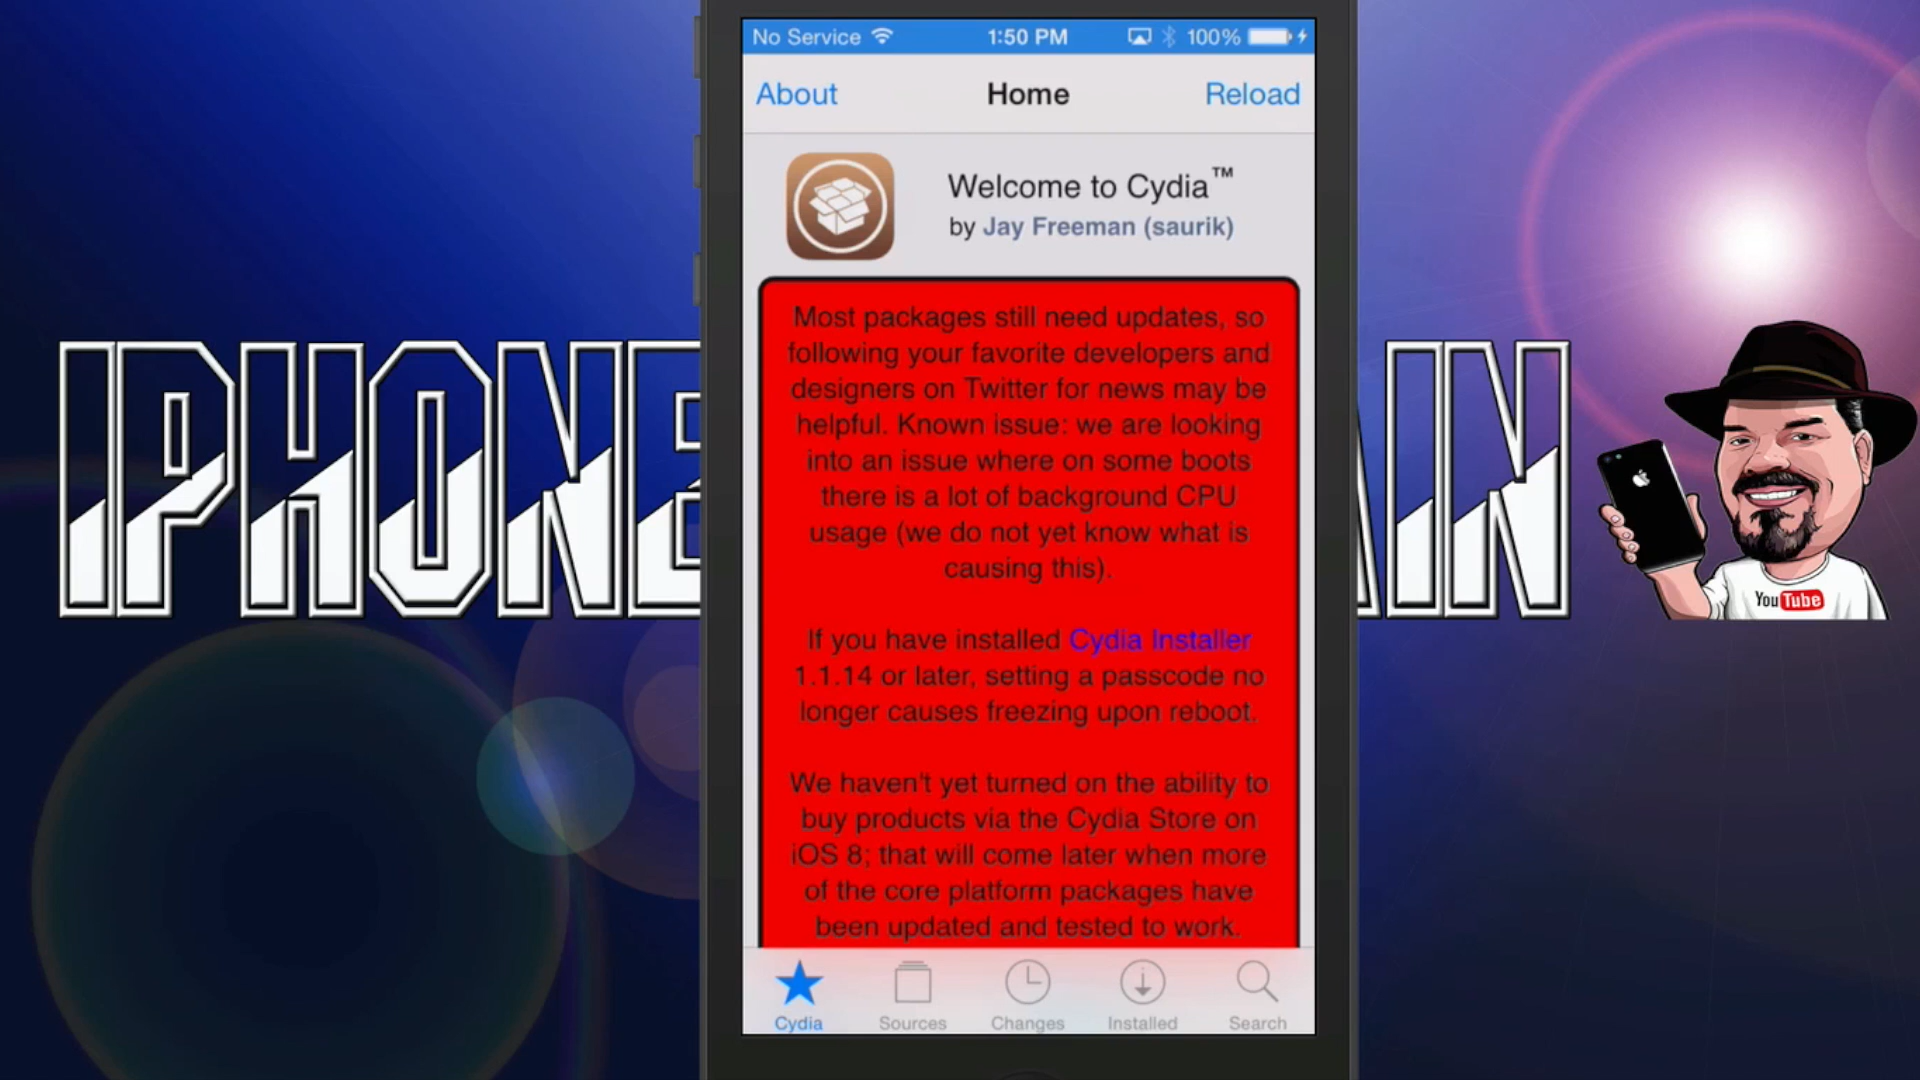 No Service 1:50 PM 100%
About Home Reload
Welcome to Cydia™
by Jay Freeman (saurik)
Most packages still need updates, so
following your favorite developers and
designers on Twitter for news may be
helpful. Known issue: we are looking
into an issue where on some boots
there is a lot of background CPU
usage (we do not yet know what is
causing this).
If you have installed Cydia Installer
1.1.14 or later, setting a passcode no
longer causes freezing upon reboot.
We haven't yet turned on the ability to
buy products via the Cydia Store on
iOS 8; that will come later when more
of the core platform packages have
been updated and tested to work.
Cydia Sources Changes Installed Search
IPHONE
AIN
YouTube